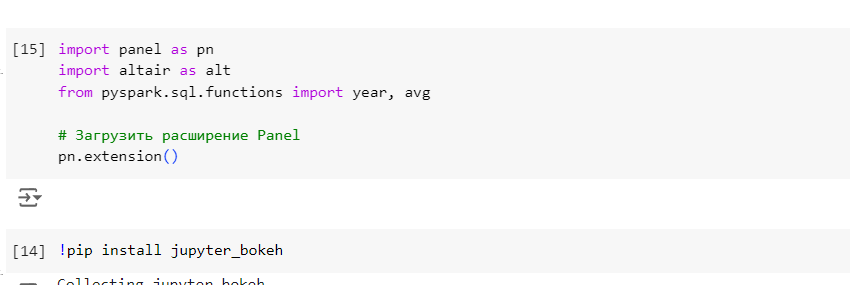 [15] import panel as pn
import altair as alt
from pyspark.sql.functions import year, avg
# Загрузить расширение Panel
pn.extension()
[14] !pip install jupyter_bokeh
Collecting jupyter_bokeh